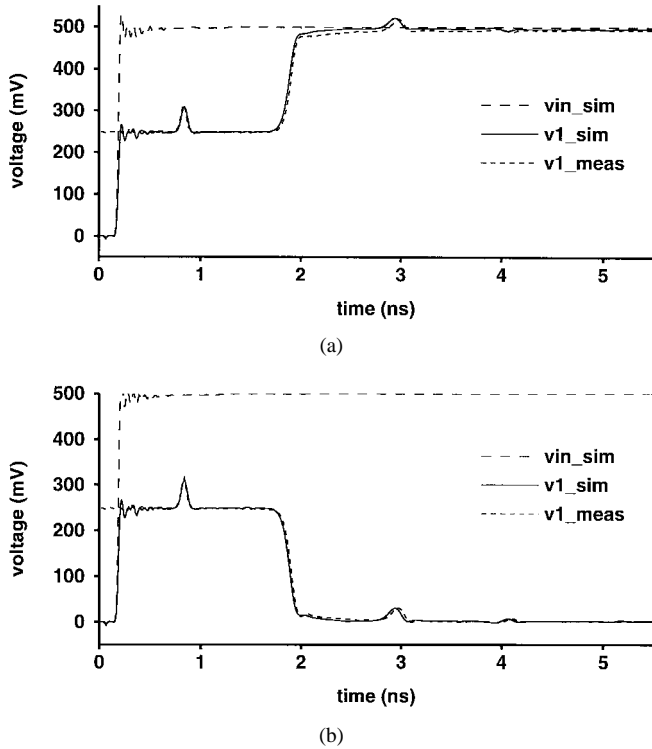 500
400
300
200
100
0
voltage (mV)
vin_sim
v1_sim
v1_meas
0 1 2 3 4 5
time (ns)
(a)
500
400
300
200
100
0
voltage (mV)
vin_sim
v1_sim
v1_meas
0 1 2 3 4 5
time (ns)
(b)